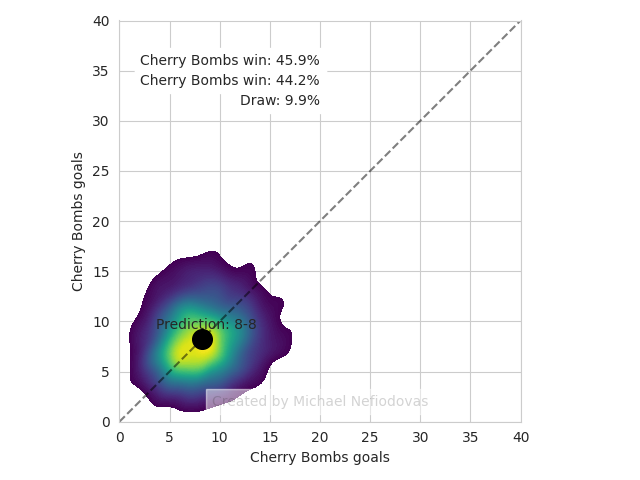 Cherry Bombs win: 45.9%
Cherry Bombs win: 44.2%
Draw: 9.9%
Cherry Bombs goals
40
35
30
25
20
15
10
5
0
Prediction: 8-8
Created by Michael Nefiodovas
0 5 10 15 20 25 30 35 40
Cherry Bombs goals